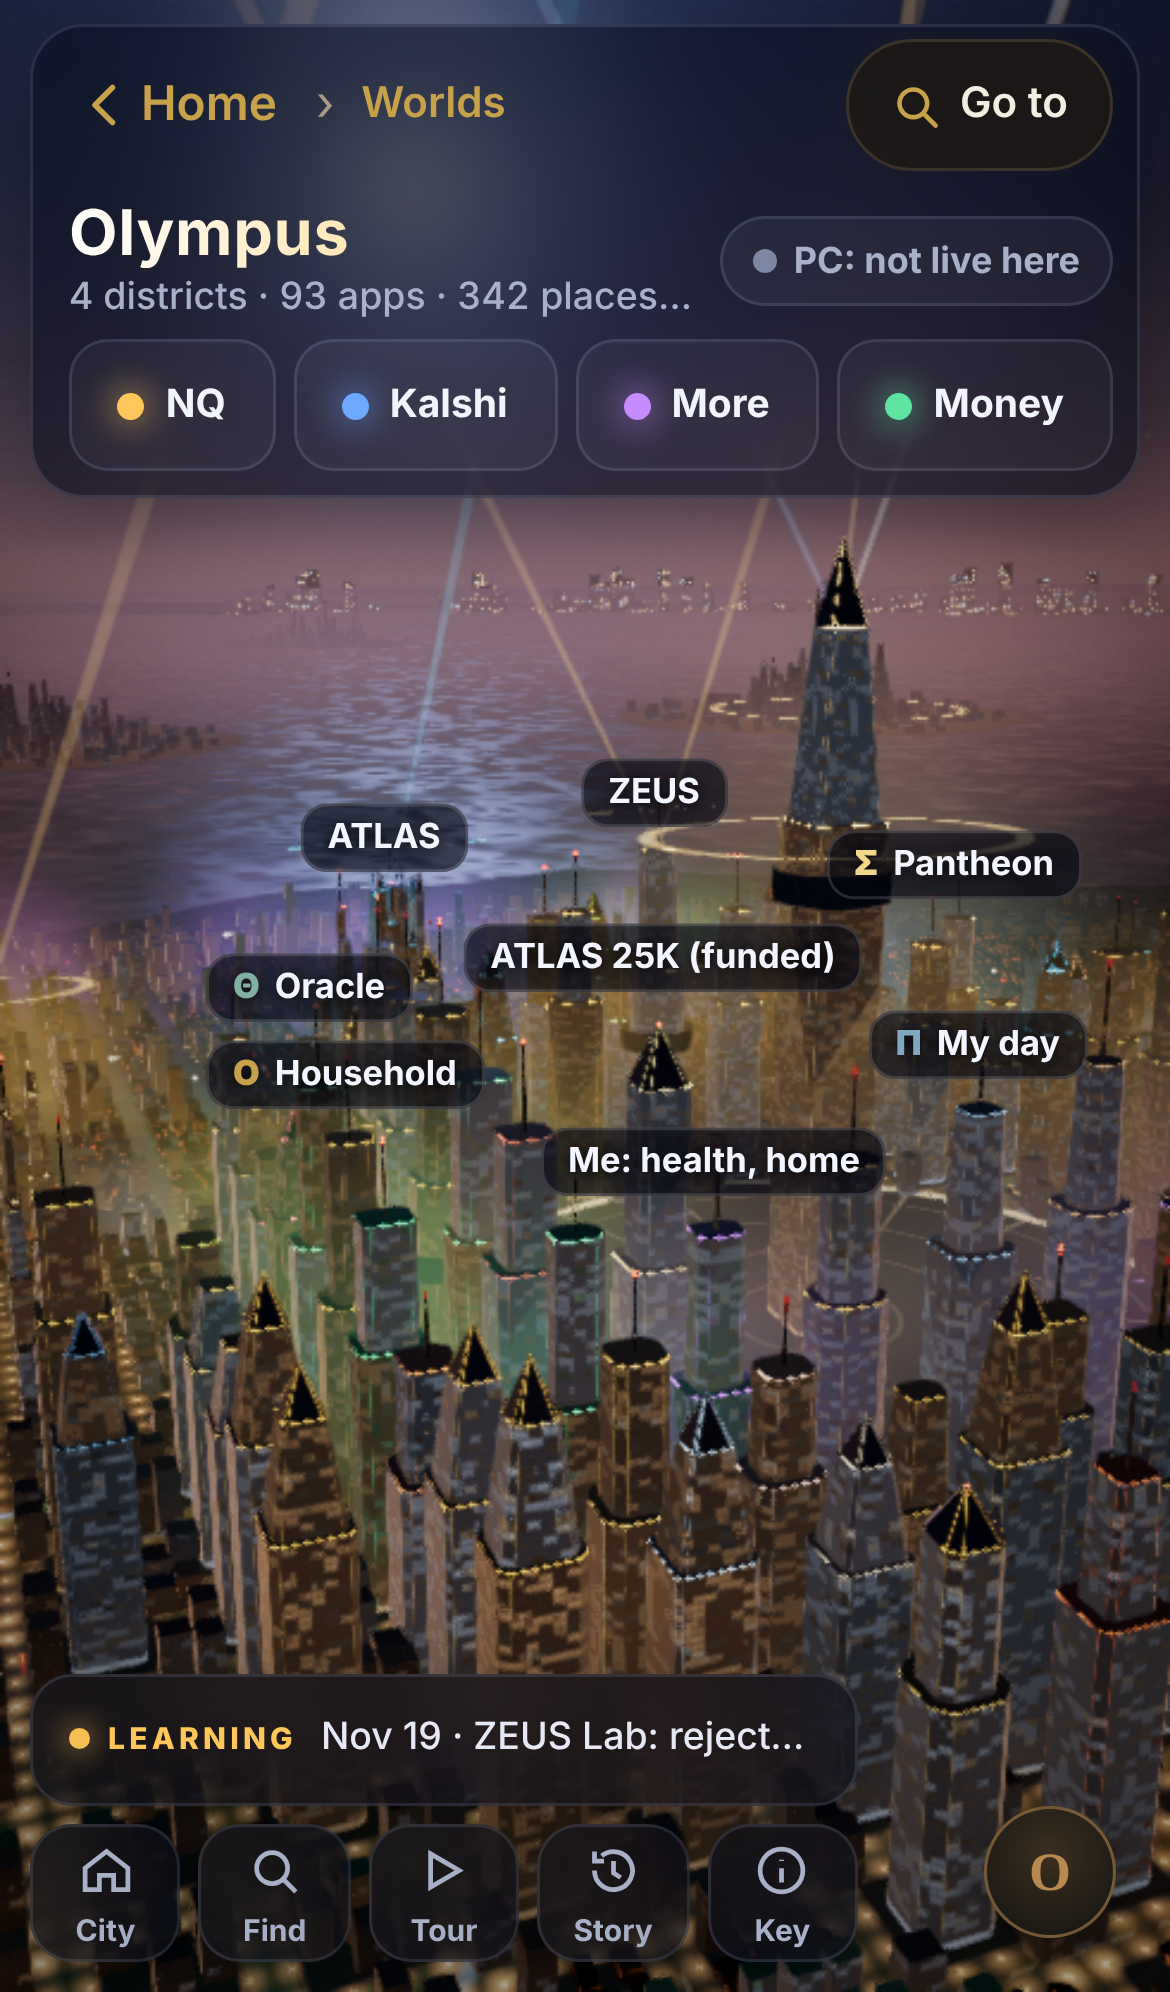 Home › Worlds
Go to
Olympus
4 districts · 93 apps · 342 places...
PC: not live here
NQ
Kalshi
More
Money
ZEUS
ATLAS
Σ Pantheon
ATLAS 25K (funded)
Θ Oracle
Π My day
Ο Household
Me: health, home
LEARNING Nov 19 · ZEUS Lab: reject...
City
Find
Tour
Story
Key
O